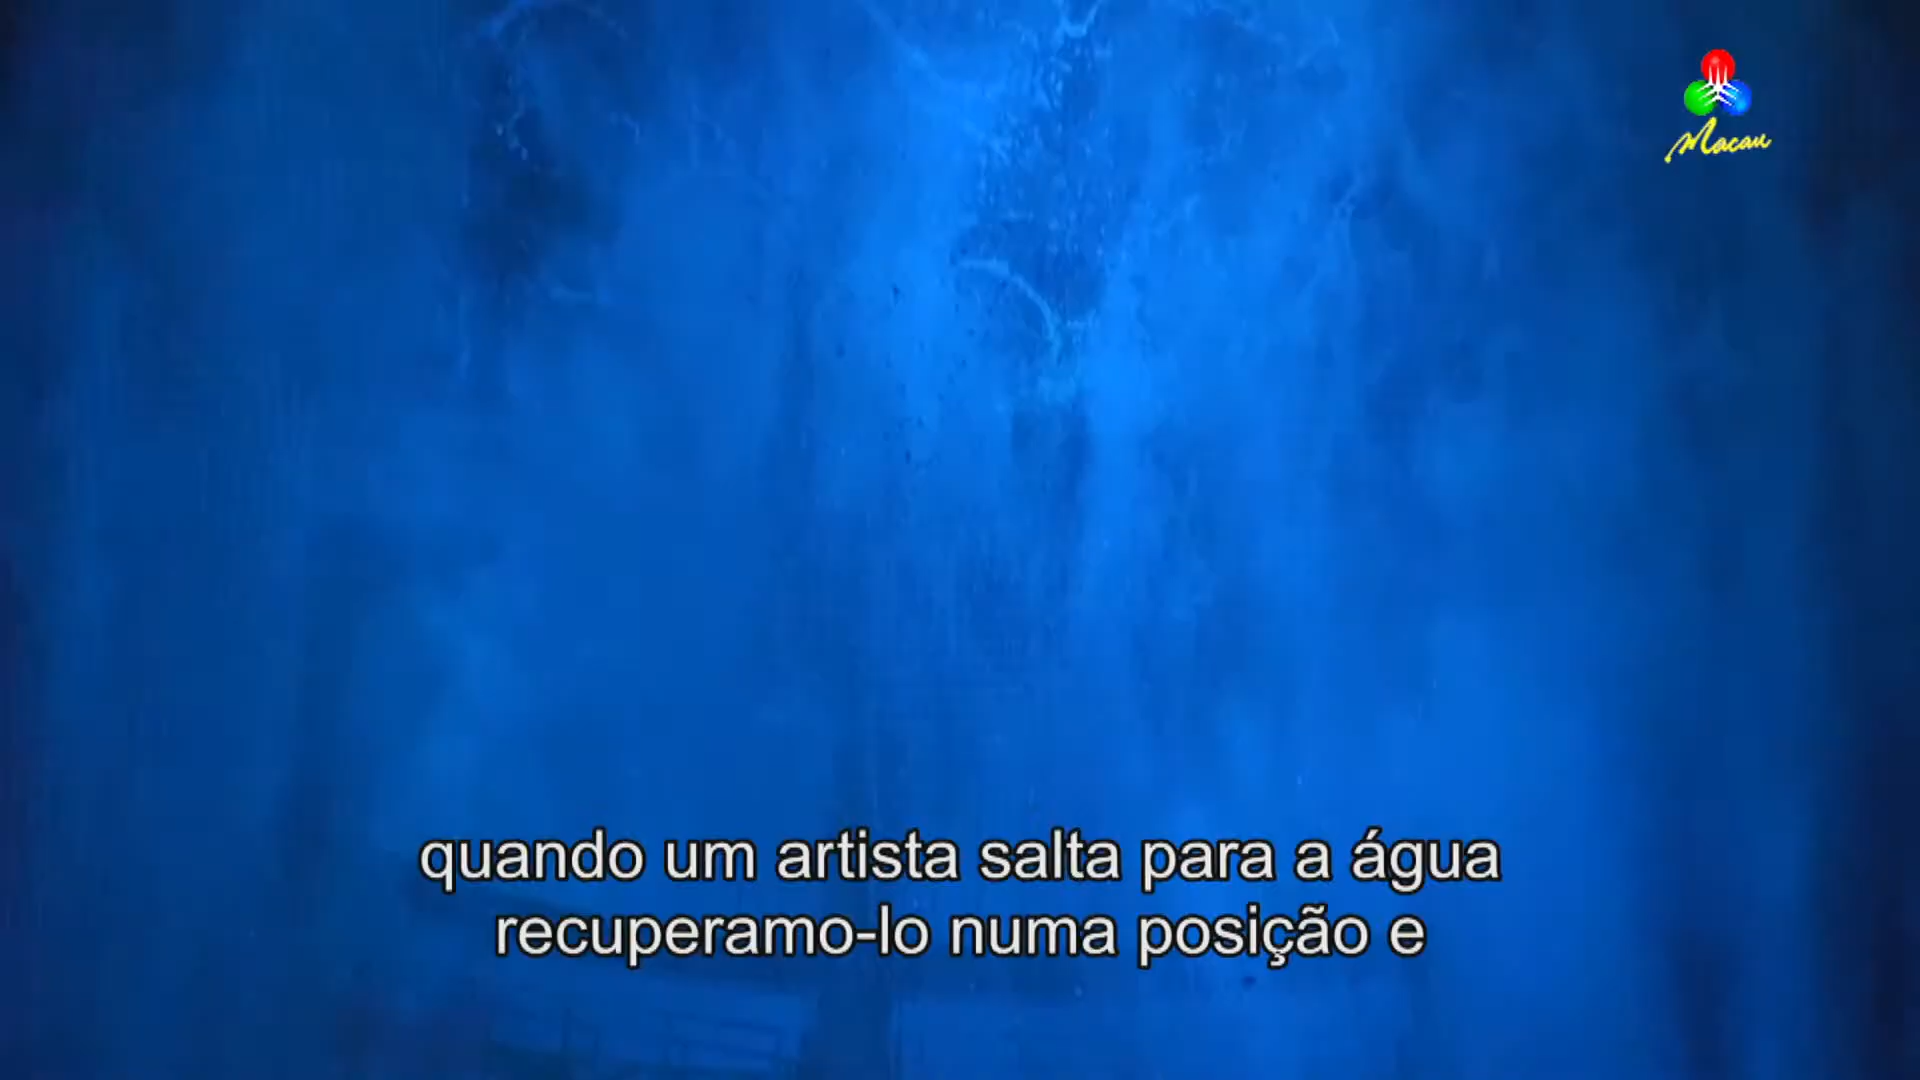 Macau
quando um artista salta para a água
recuperamo-lo numa posição e